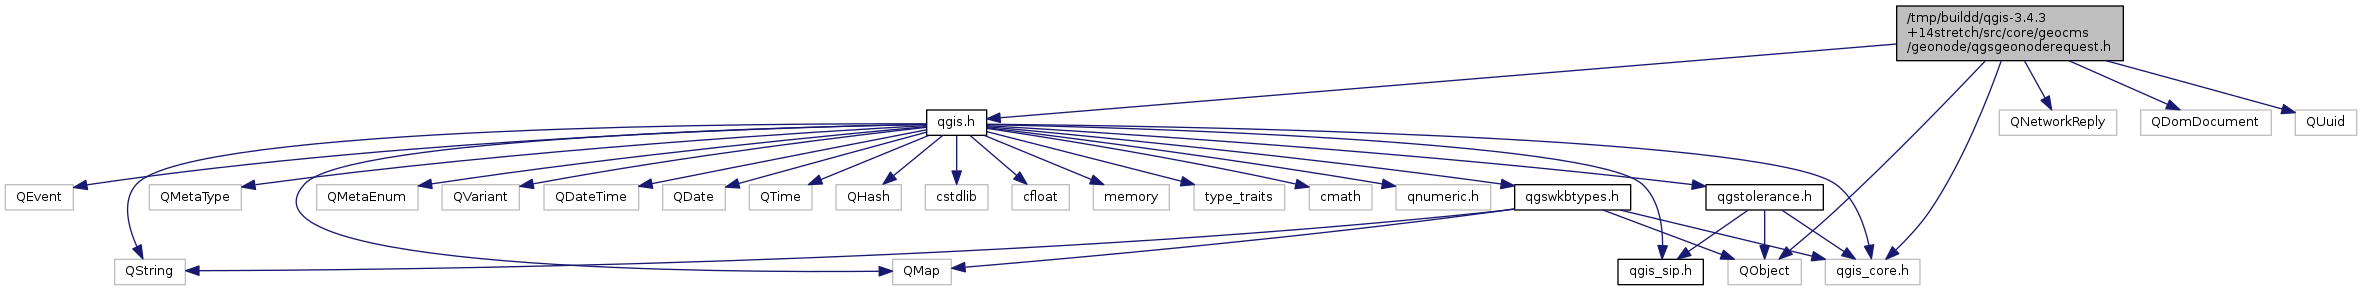 /tmp/buildd/qgis-3.4.3
+14stretch/src/core/geocms
/geonode/qgsgeonoderequest.h
qgis.h
QNetworkReply
QDomDocument
QUuid
QEvent
QMetaType
QMetaEnum
QVariant
QDateTime
QDate
QTime
QHash
cstdlib
cfloat
memory
type_traits
cmath
qnumeric.h
qgswkbtypes.h
qgstolerance.h
QString
QMap
qgis_sip.h
QObject
qgis_core.h